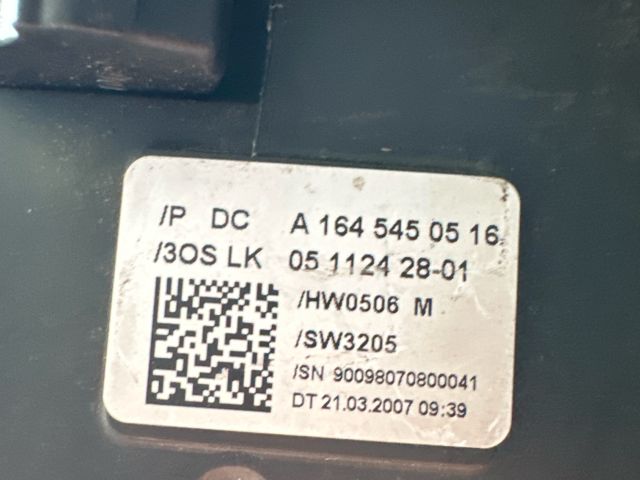 /P DC A 164 545 05 16
/3OS LK 05 1124 28-01
/HW0506 M
/SW3205
/SN 90098070800041
DT 21.03.2007 09:39